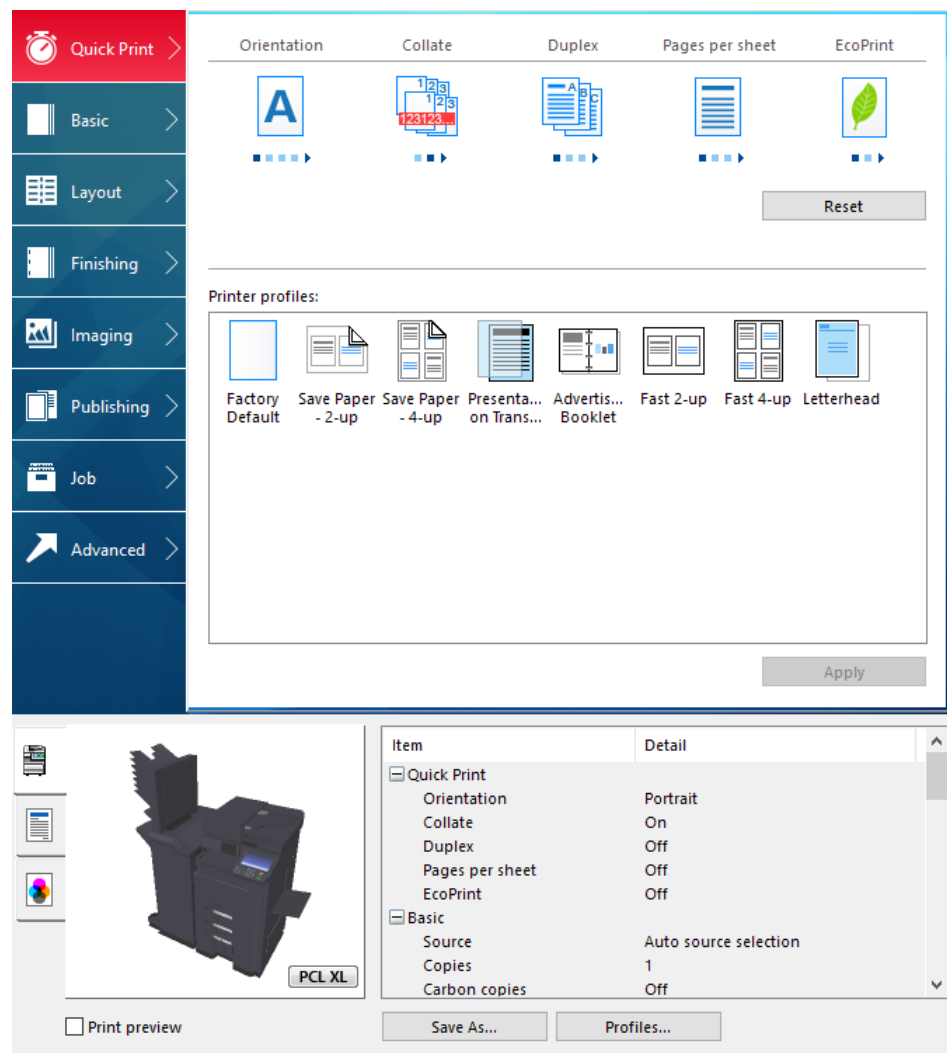 Quick Print
Orientation Collate Duplex Pages per sheet EcoPrint
A
123
123
123123...
A B C
Basic
Layout
Reset
Finishing
Printer profiles:
Imaging
Factory Default
Save Paper - 2-up
Save Paper - 4-up
Presenta... on Trans...
Advertis... Booklet
Fast 2-up
Fast 4-up
Letterhead
Publishing
Job
Advanced
Apply
Item Detail
Quick Print
Orientation Portrait
Collate On
Duplex Off
Pages per sheet Off
EcoPrint Off
Basic
Source Auto source selection
Copies 1
Carbon copies Off
PCL XL
Print preview
Save As... Profiles...